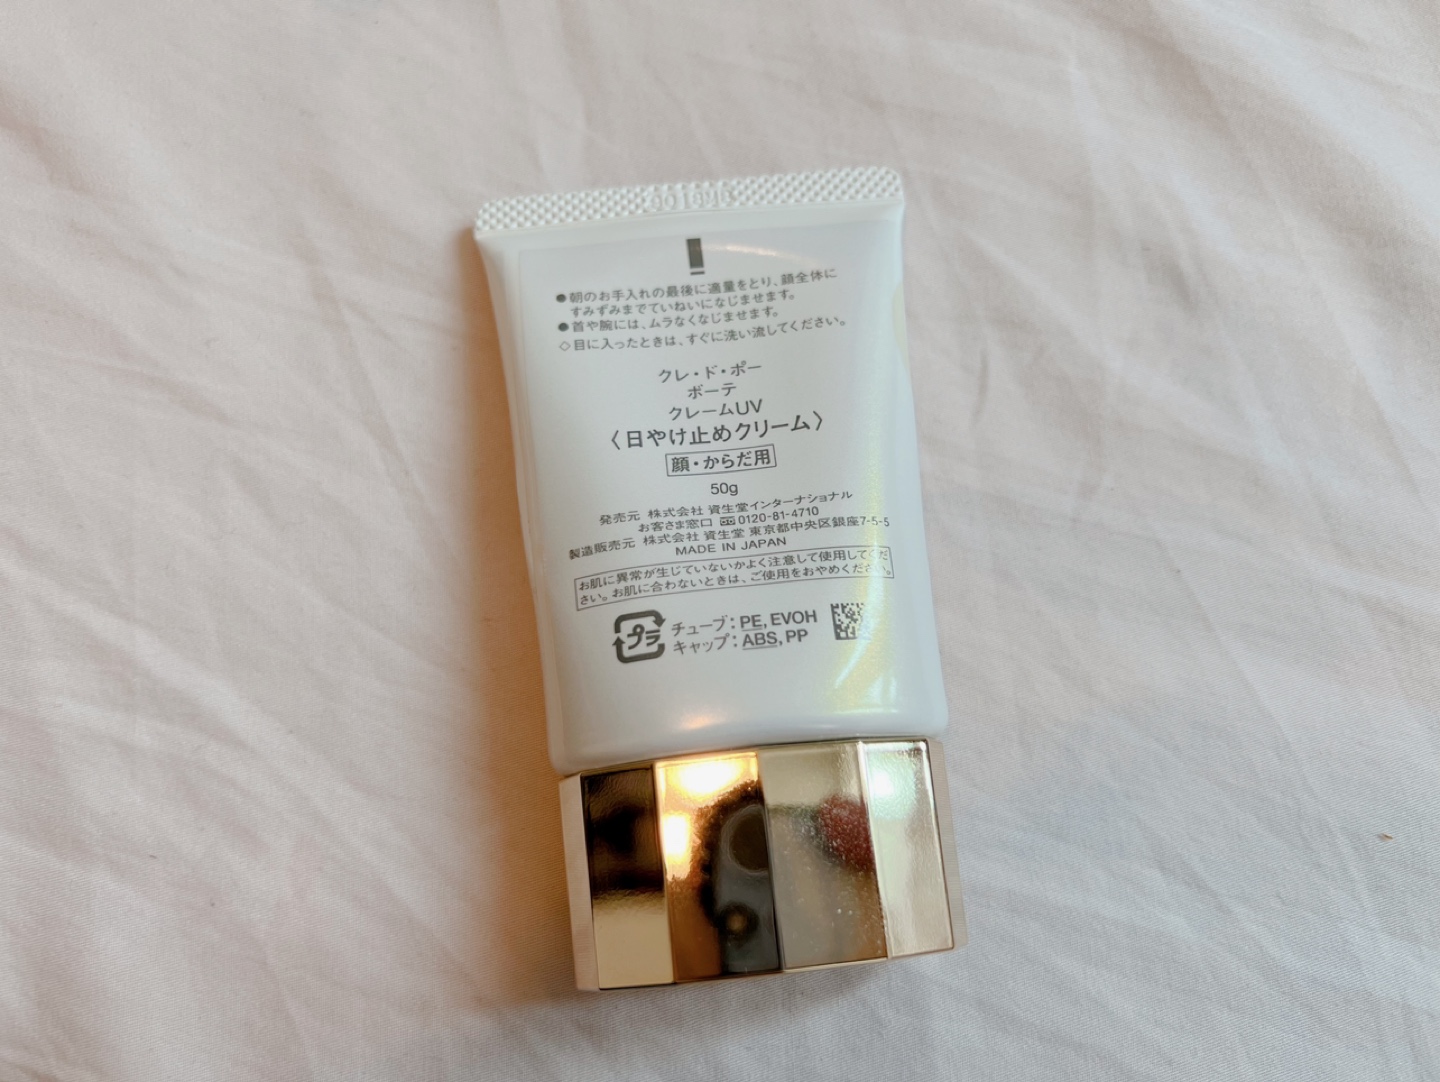 ●朝のお手入れの最後に適量をとり、顔全体に
すみずみまでていねいになじませます。
●首や腕には、ムラなくなじませます。
◇目に入ったときは、すぐに洗い流してください。
クレ・ド・ポー
ボーテ
クレームUV
〈日やけ止めクリーム〉
顔・からだ用
50g
発売元 株式会社 資生堂インターナショナル
お客さま窓口 0120-81-4710
製造販売元 株式会社 資生堂 東京都中央区銀座7-5-5
MADE IN JAPAN
お肌に異常が生じていないかよく注意して使用してくだ
さい。お肌に合わないときは、ご使用をおやめください。
プラ チューブ：PE, EVOH
キャップ：ABS, PP